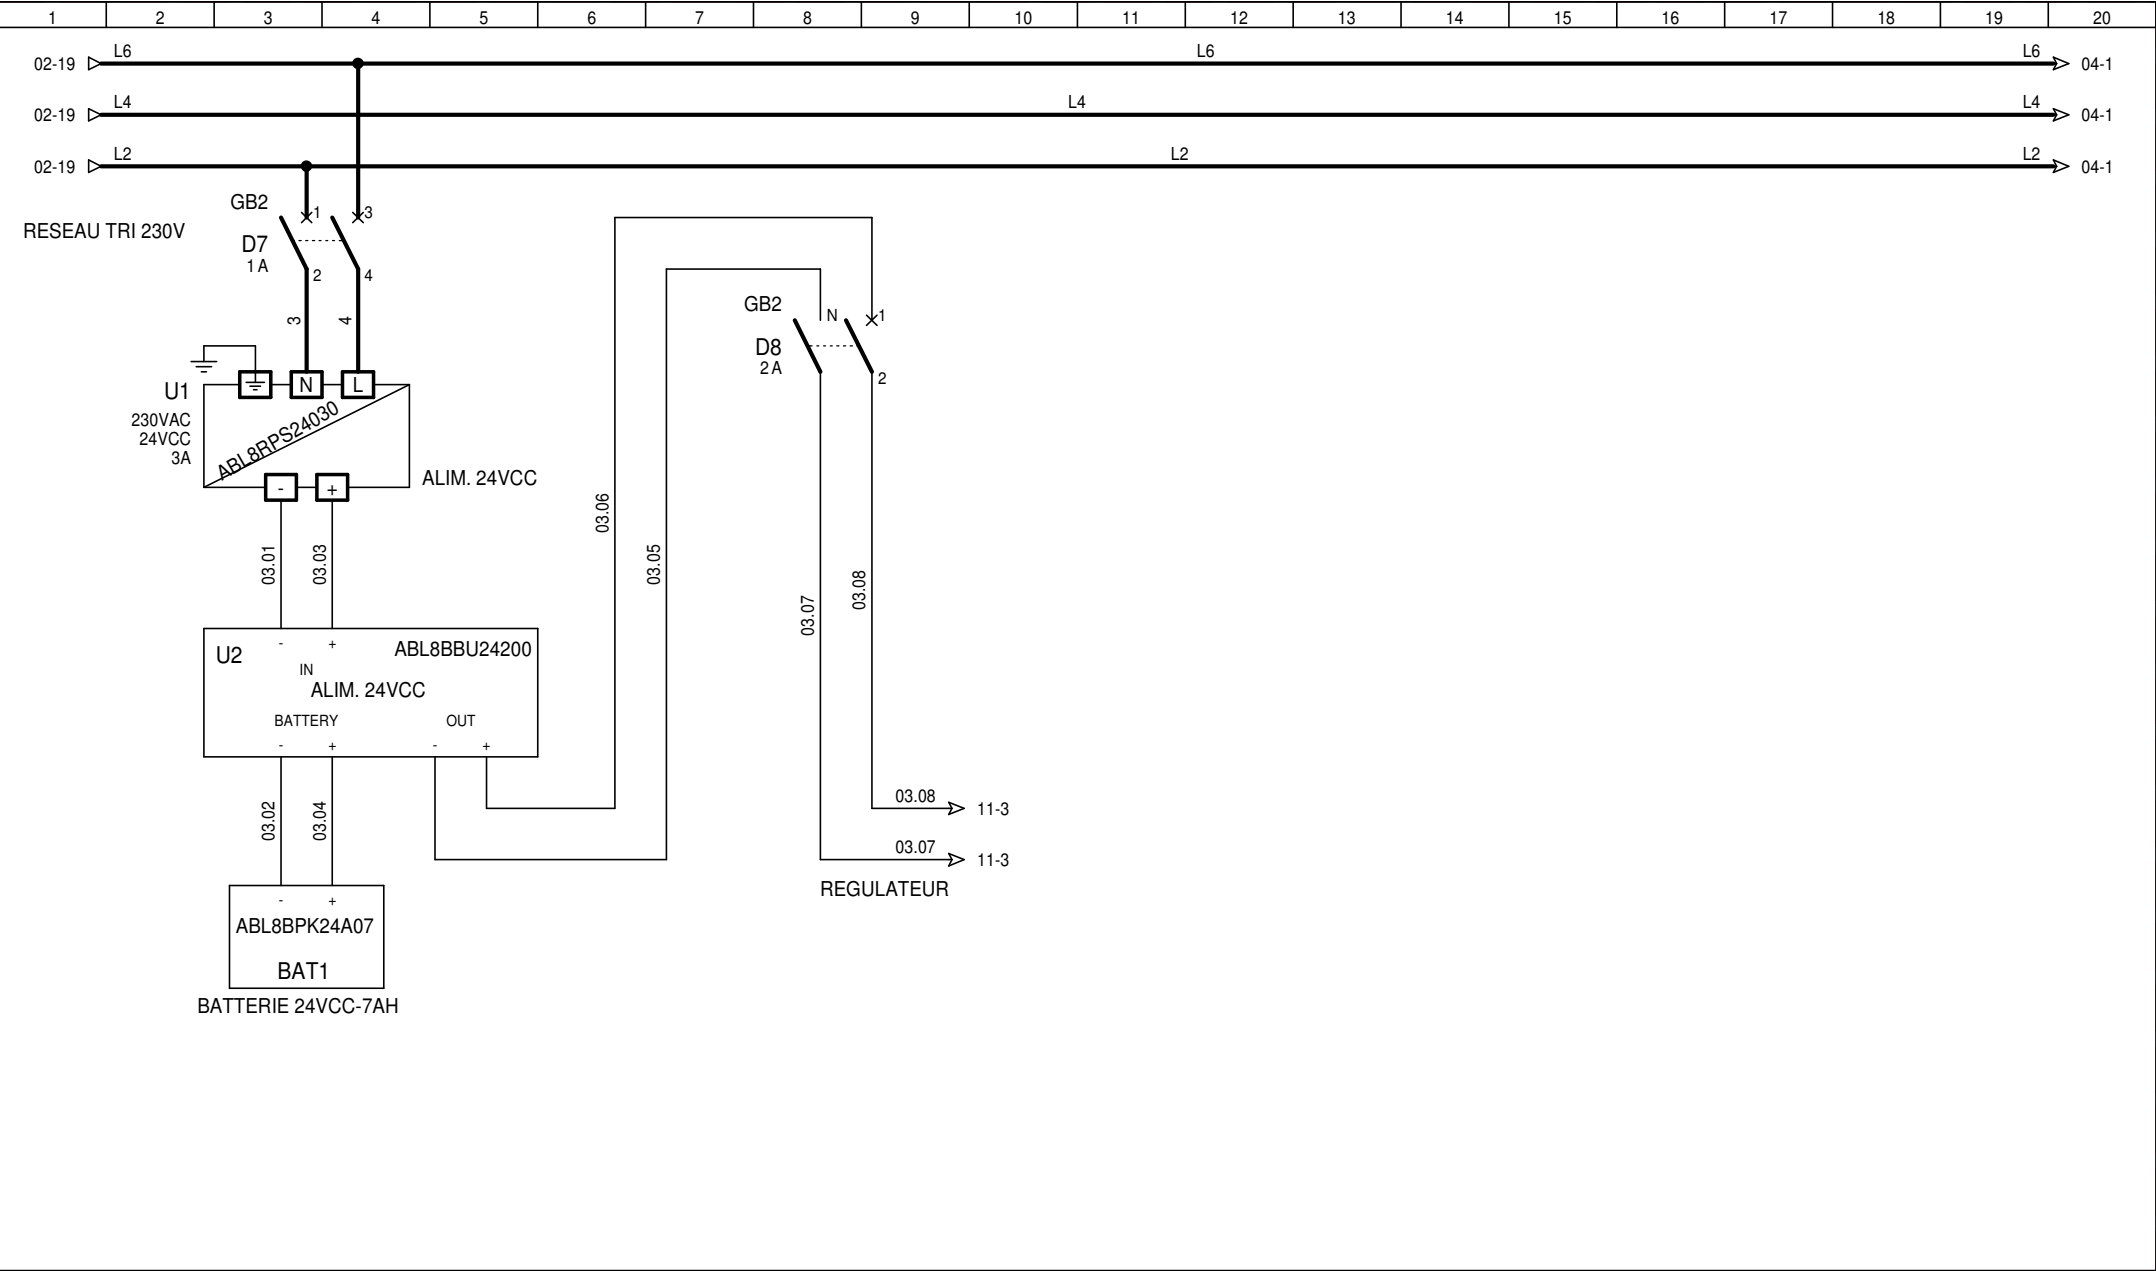 1 2 3 4 5 6 7 8 9 10 11 12 13 14 15 16 17 18 19 20
L6 L6 L6
02-19 04-1
L4 L4 L4
02-19 04-1
L2 L2 L2
02-19 04-1
GB2 1 3
RESEAU TRI 230V
D7
1 A 2 4
GB2 N 1
3 4
D8
2 A 2
U1 N L
230VAC
24VCC
3A
ABL8RPS24030
- +
ALIM. 24VCC
03.06
03.01 03.03 03.05
03.08
03.07
- +
U2 ABL8BBU24200
IN
ALIM. 24VCC
BATTERY OUT
- + - +
03.02 03.04
03.08 11-3
03.07 11-3
REGULATEUR
- +
ABL8BPK24A07
BAT1
BATTERIE 24VCC-7AH